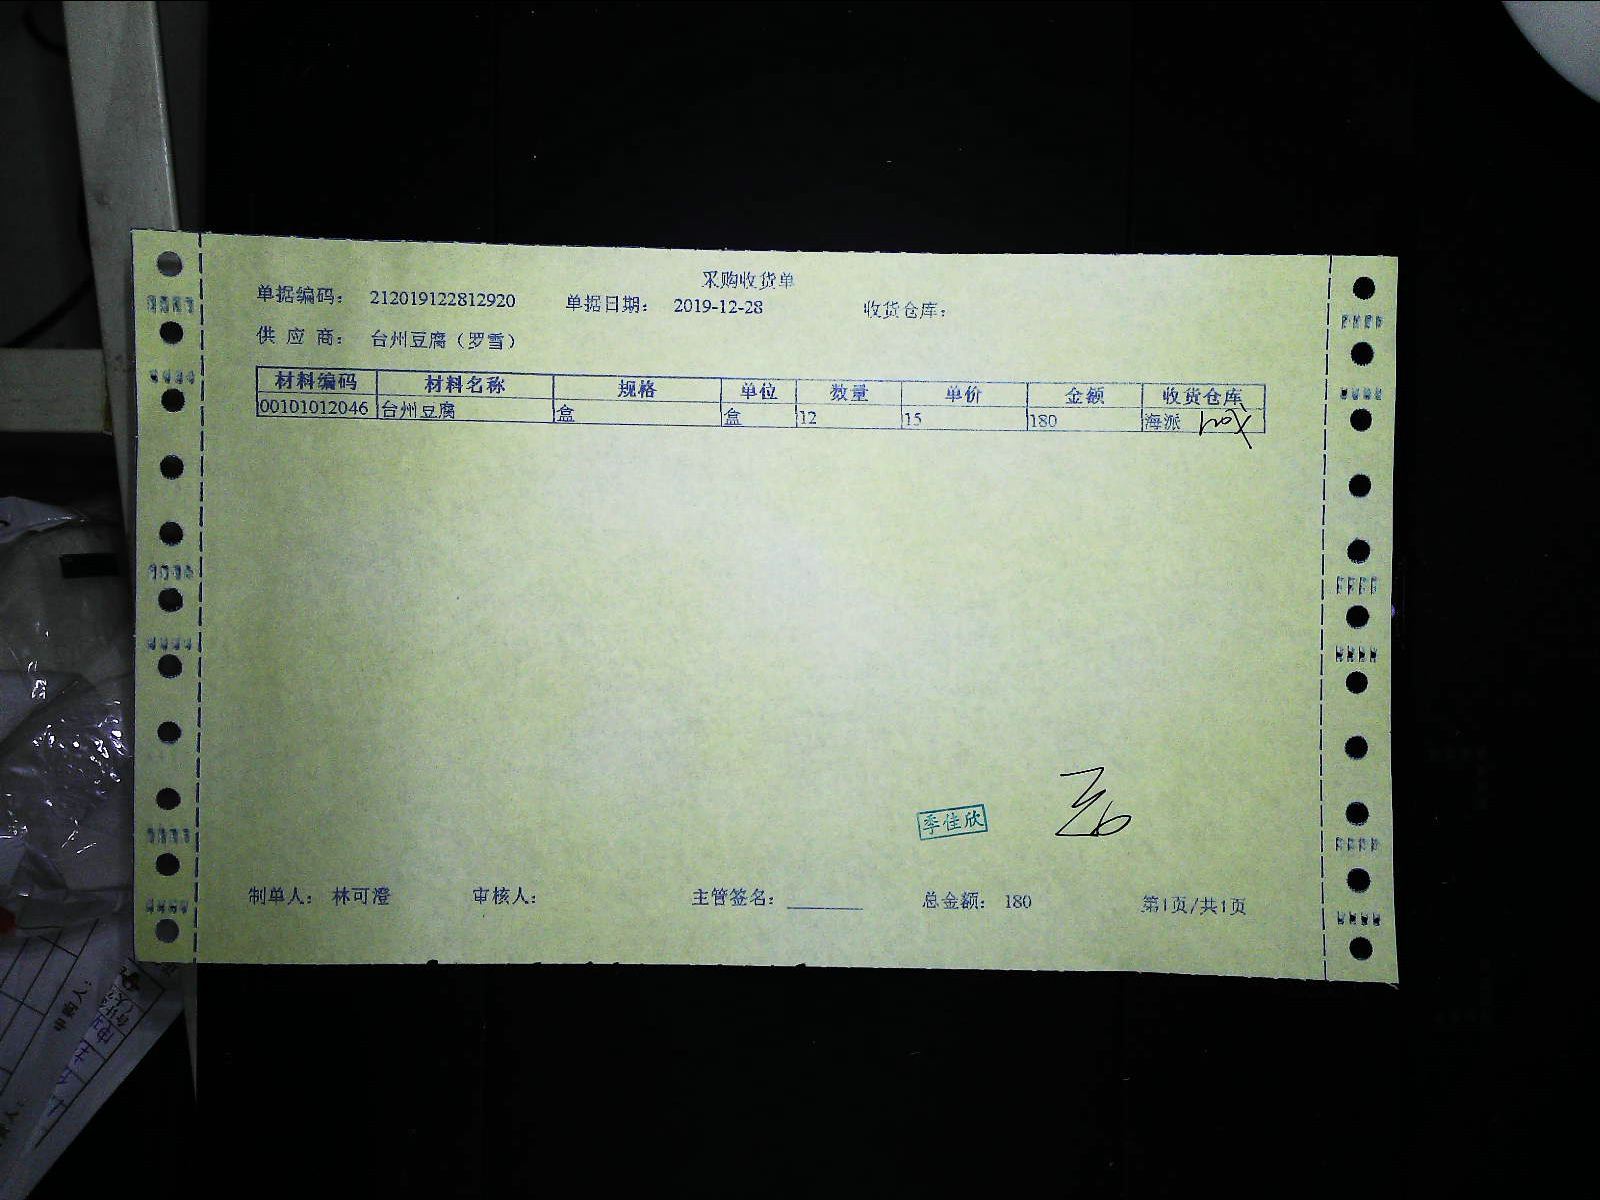 采购收货单
单据编码： 212019122812920 单据日期： 2019-12-28 收货仓库：
供 应 商： 台州豆腐（罗雪）
材料编码 材料名称 规格 单位 数量 单价 金额 收货仓库
00101012046 台州豆腐 盒 盒 12 15 180 海派
季佳欣
制单人： 林可澄 审核人： 主管签名： 总金额： 180 第1页/共1页